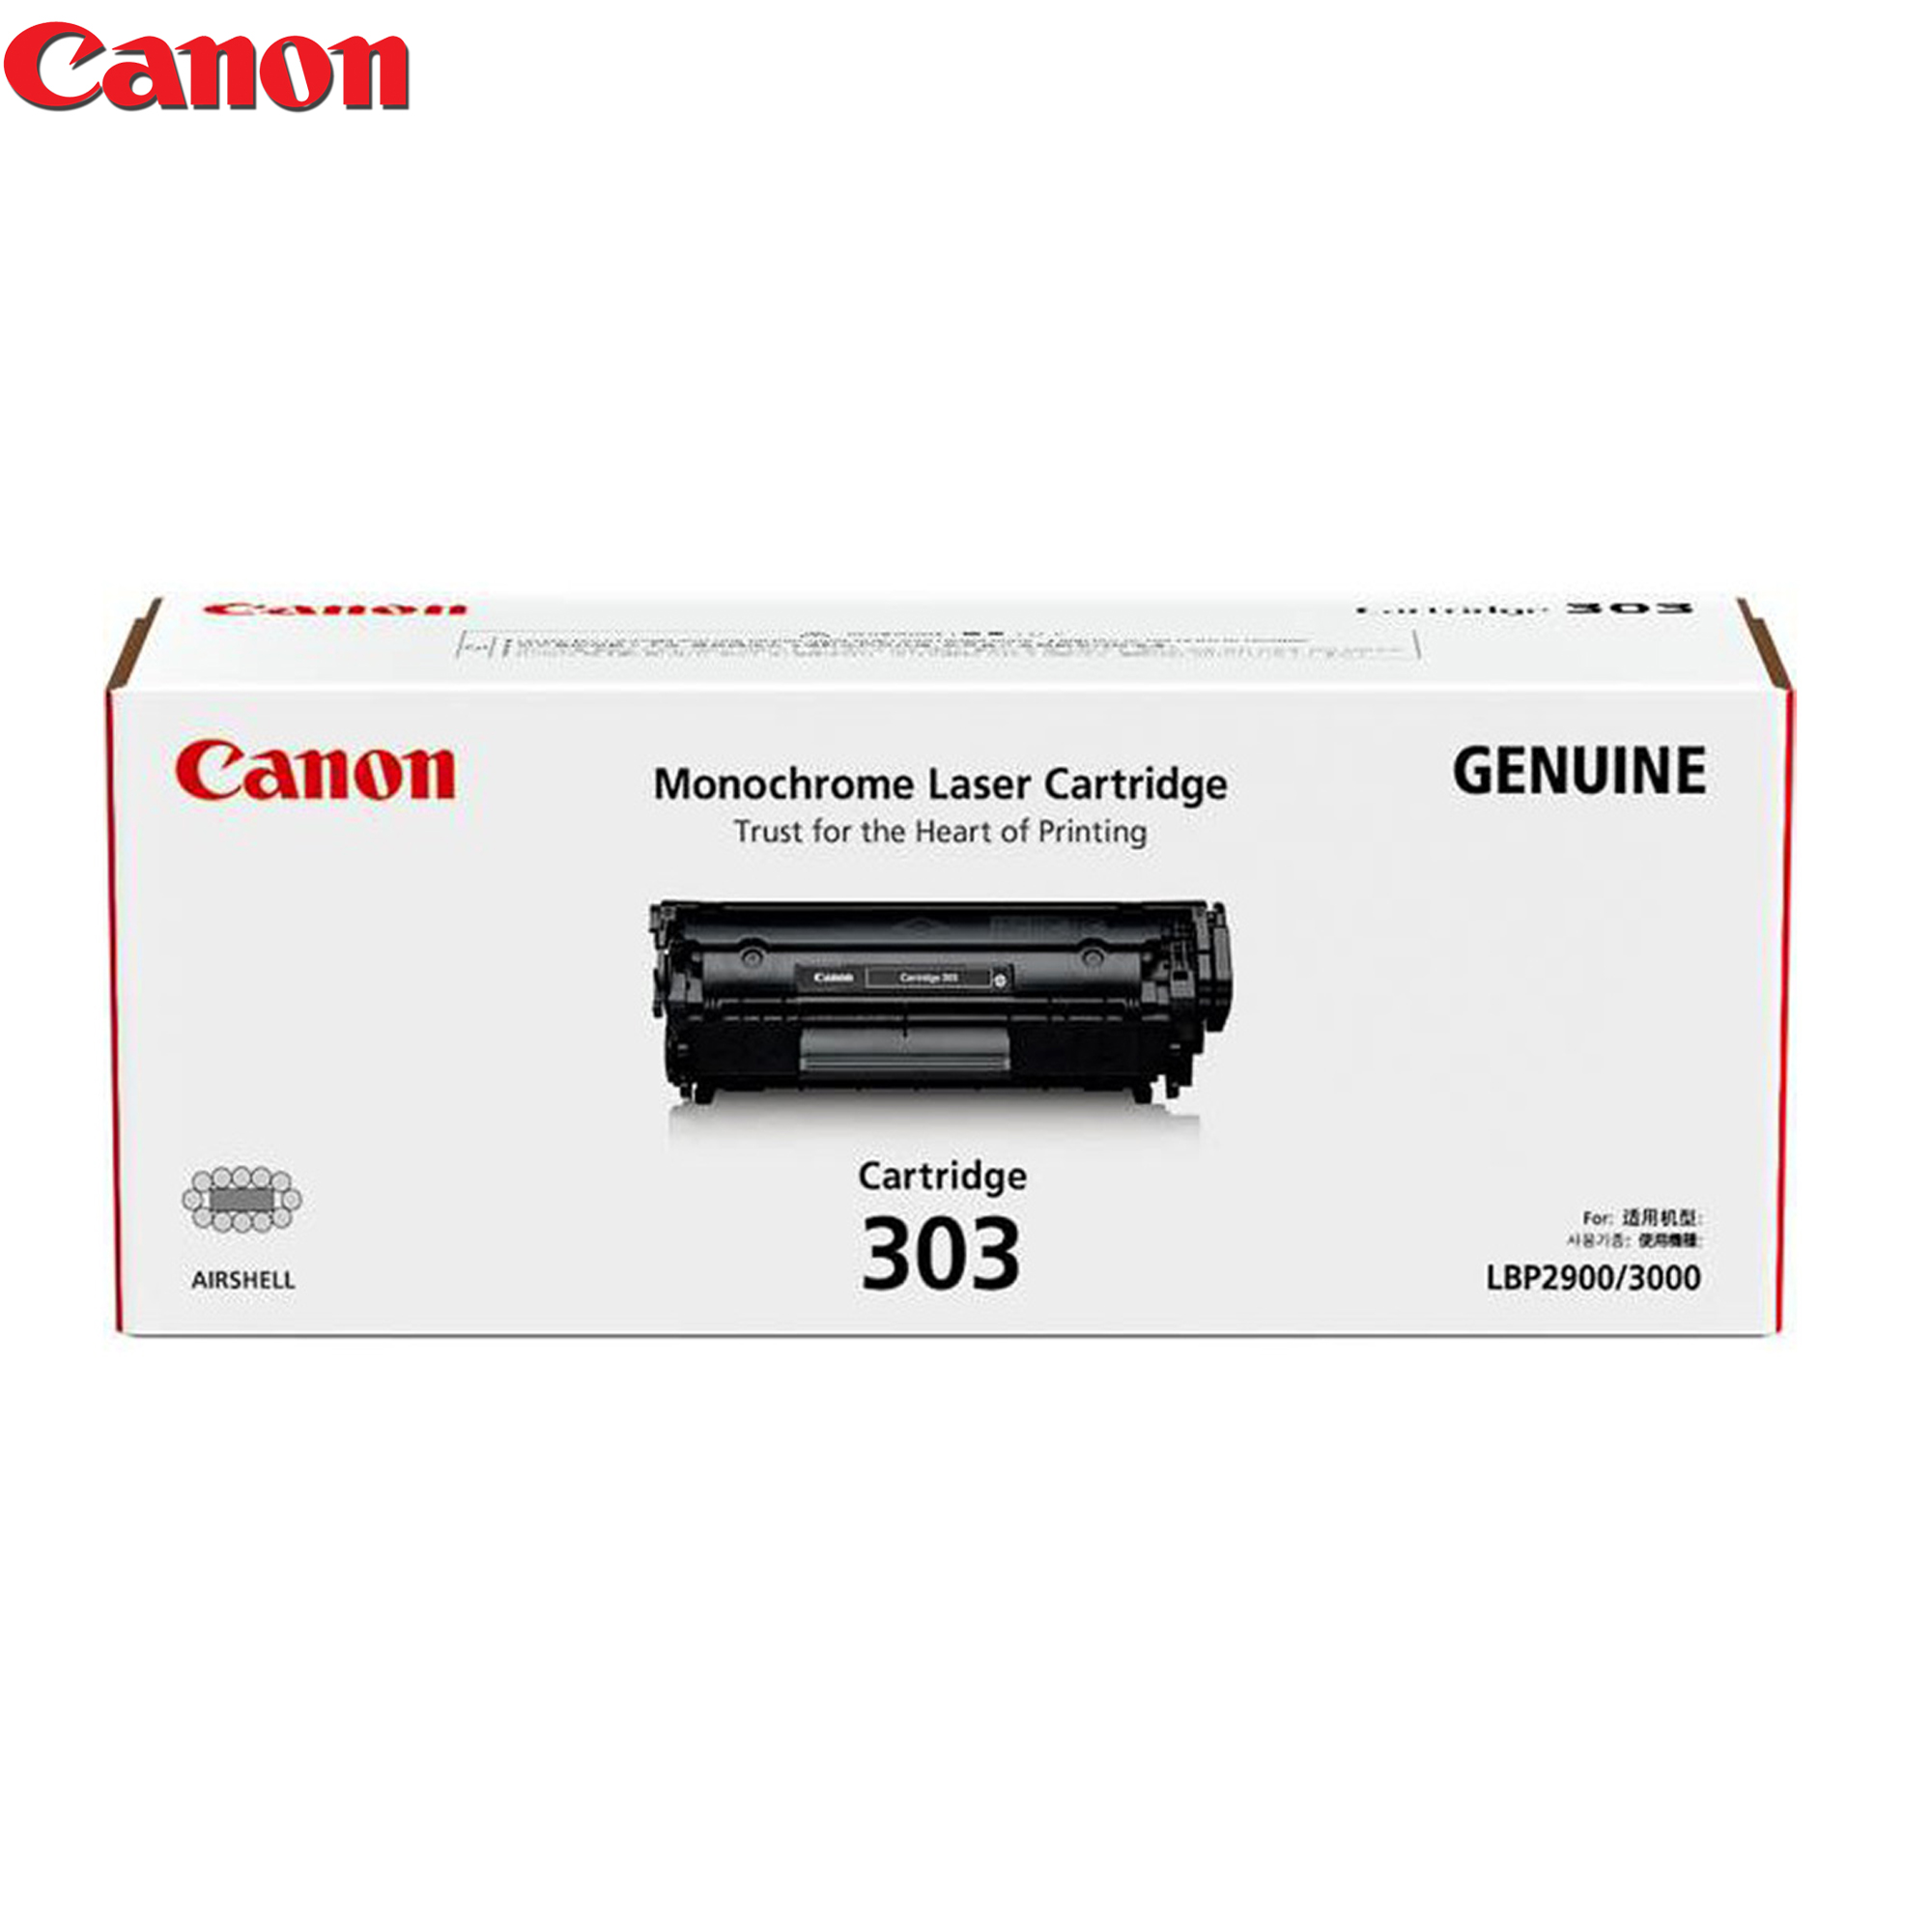 Canon
Canon
Cartridge 303
Canon
GENUINE
Monochrome Laser Cartridge
Trust for the Heart of Printing
Canon Cartridge 303
Cartridge
303
AIRSHELL
For: 适用机型:
사용기종: 使用機種:
LBP2900/3000